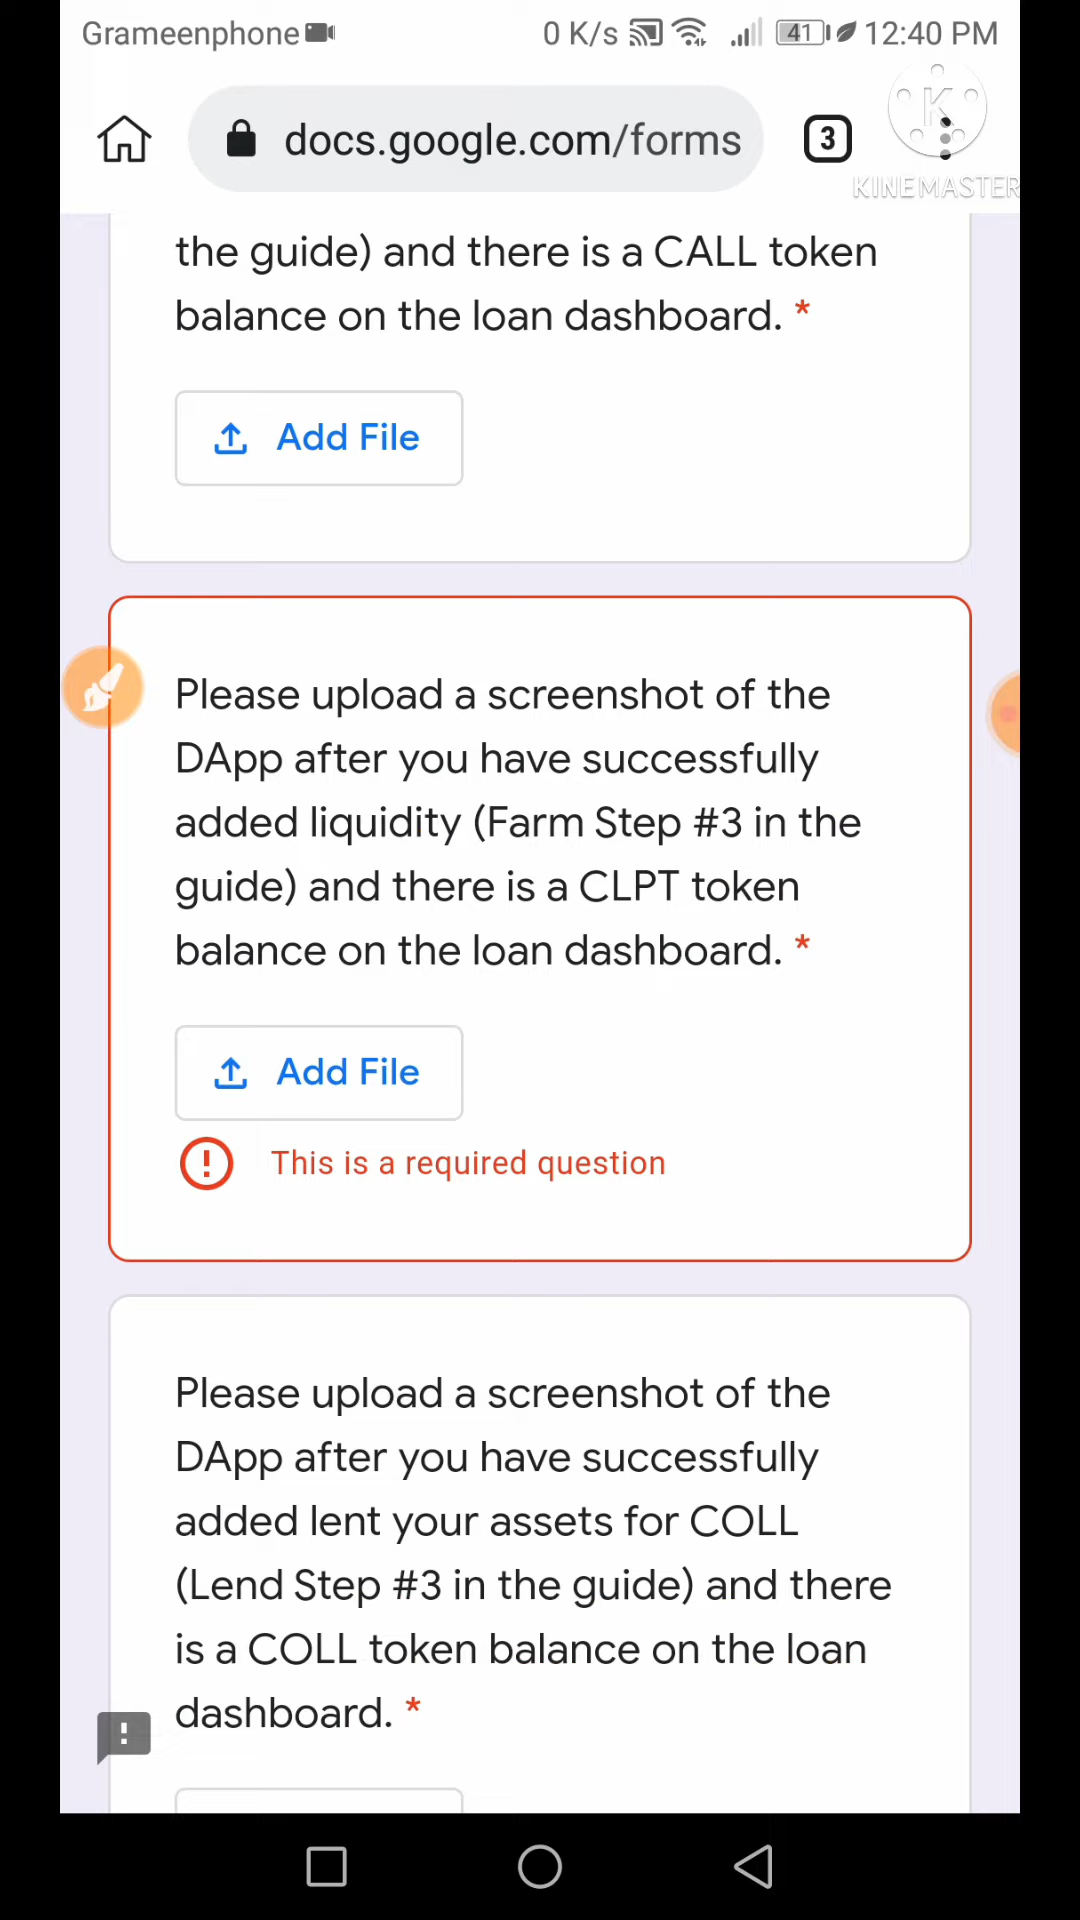 Grameenphone 0 K/s 41 12:40 PM
docs.google.com/forms 3
K
KINEMASTER
the guide) and there is a CALL token
balance on the loan dashboard. *
Add File
Please upload a screenshot of the
DApp after you have successfully
added liquidity (Farm Step #3 in the
guide) and there is a CLPT token
balance on the loan dashboard. *
Add File
This is a required question
Please upload a screenshot of the
DApp after you have successfully
added lent your assets for COLL
(Lend Step #3 in the guide) and there
is a COLL token balance on the loan
dashboard. *